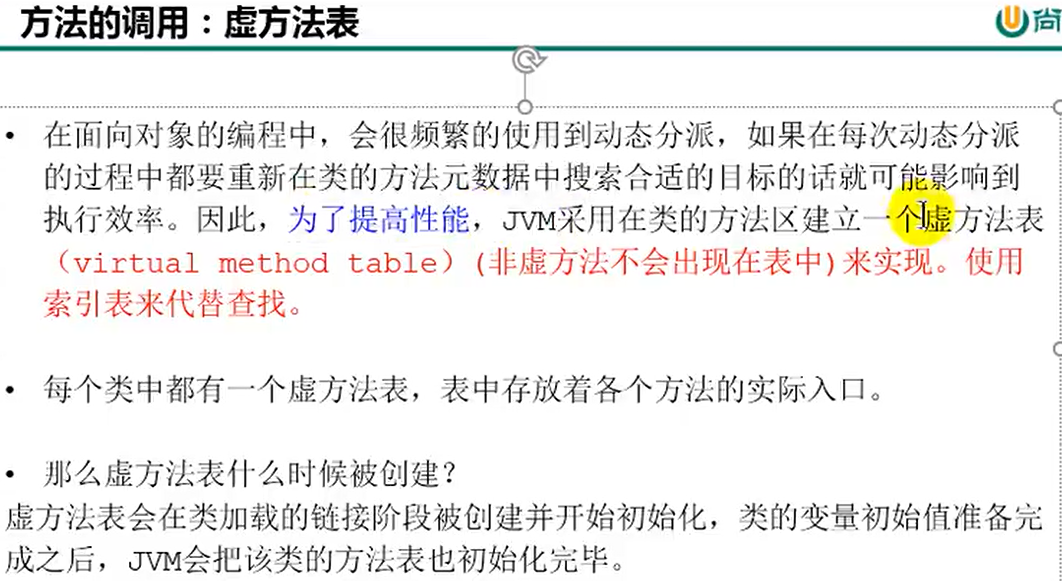 方法的调用：虚方法表
尚
• 在面向对象的编程中，会很频繁的使用到动态分派，如果在每次动态分派
的过程中都要重新在类的方法元数据中搜索合适的目标的话就可能影响到
执行效率。因此，为了提高性能，JVM采用在类的方法区建立一个虚方法表
（virtual method table）(非虚方法不会出现在表中)来实现。使用
索引表来代替查找。
• 每个类中都有一个虚方法表，表中存放着各个方法的实际入口。
• 那么虚方法表什么时候被创建？
虚方法表会在类加载的链接阶段被创建并开始初始化，类的变量初始值准备完
成之后，JVM会把该类的方法表也初始化完毕。